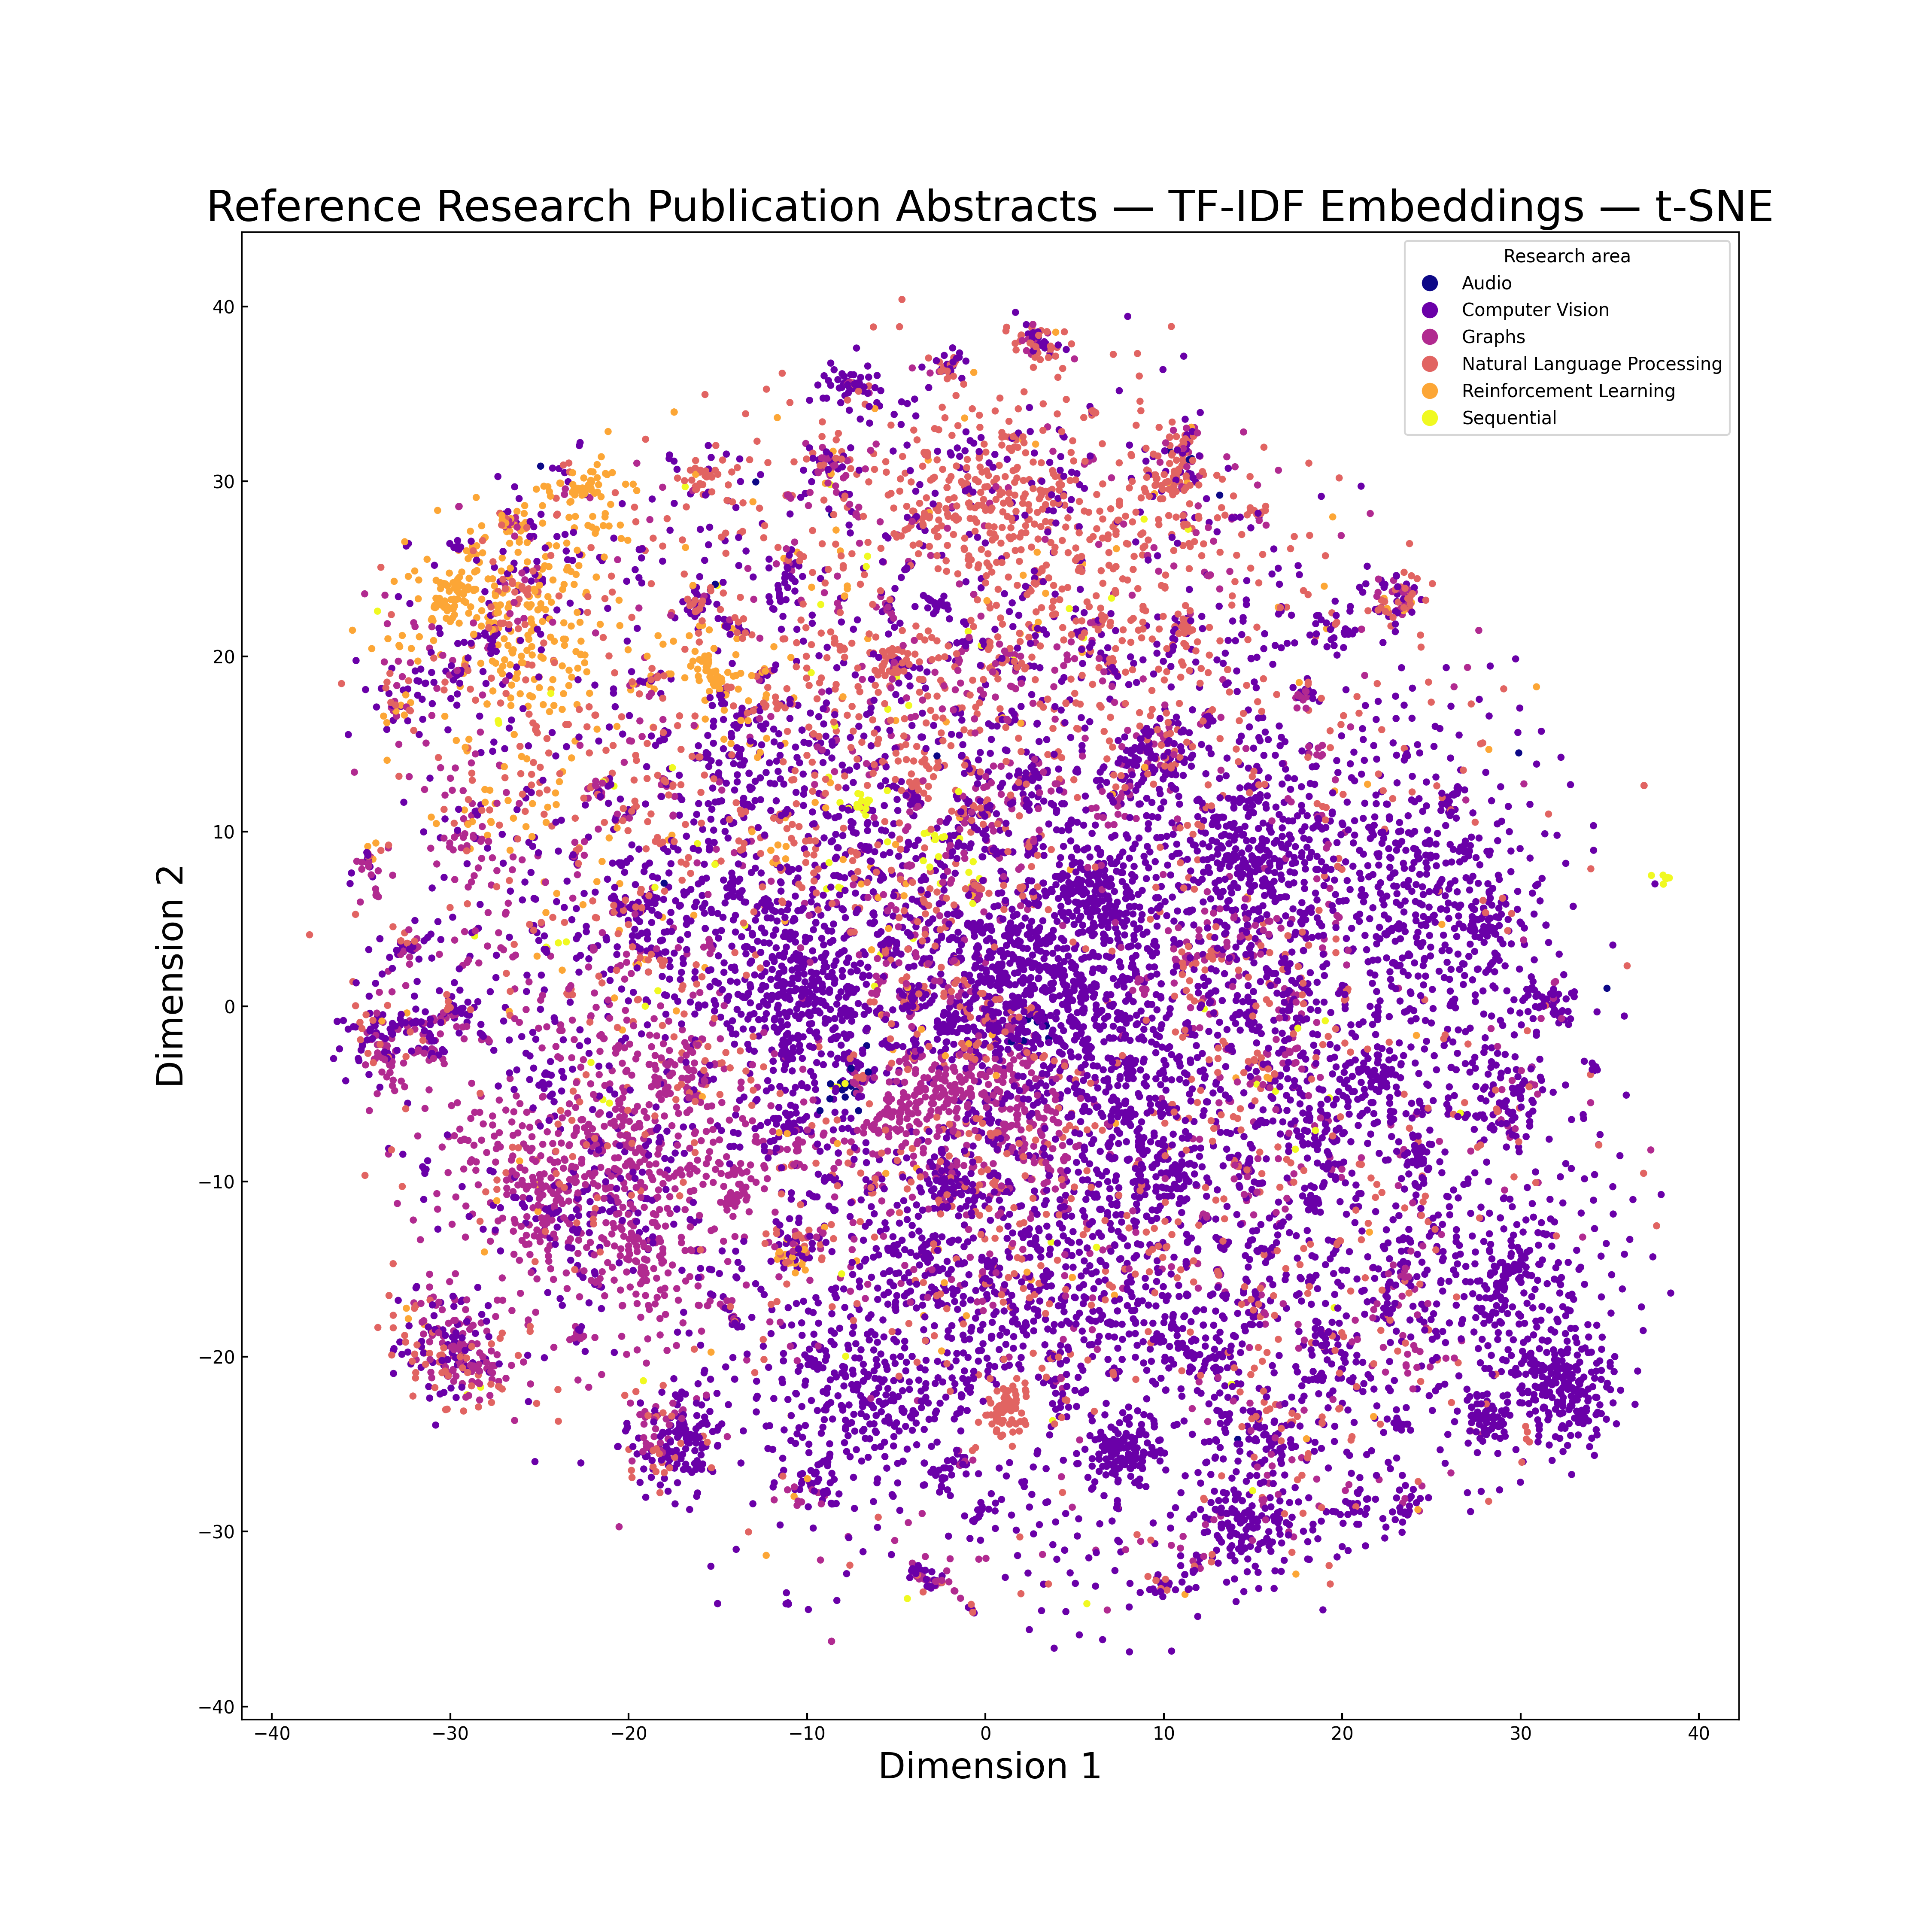 Reference Research Publication Abstracts — TF-IDF Embeddings — t-SNE
Research area
Audio
Computer Vision
Graphs
Natural Language Processing
Reinforcement Learning
Sequential
40
30
20
10
0
−10
−20
−30
−40
Dimension 2
−40 −30 −20 −10 0 10 20 30 40
Dimension 1